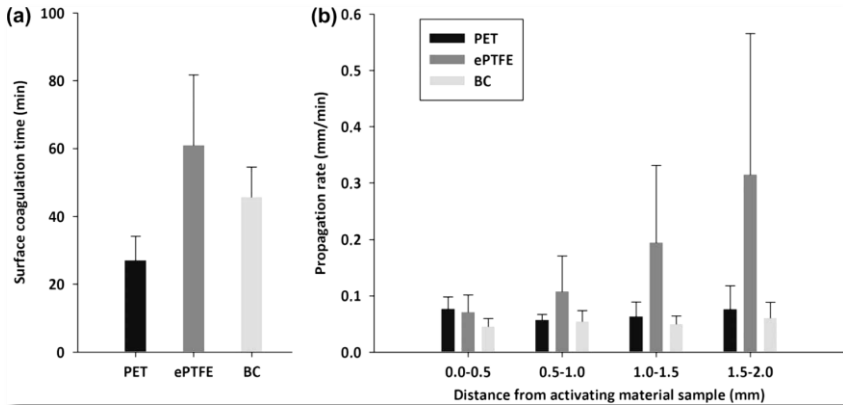 (a)
100
80
60
40
20
0
Surface coagulation time (min)
PET ePTFE BC
(b)
0.6
0.5
0.4
0.3
0.2
0.1
0.0
Propagation rate (mm/min)
PET
ePTFE
BC
0.0-0.5 0.5-1.0 1.0-1.5 1.5-2.0
Distance from activating material sample (mm)